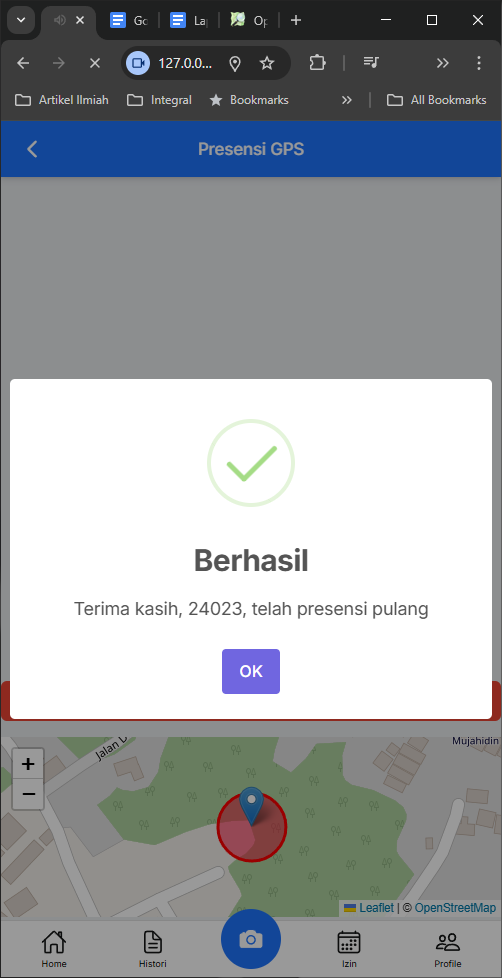 Go
La
Op
127.0.0...
Artikel Ilmiah
Integral
Bookmarks
All Bookmarks
Presensi GPS
Berhasil
Terima kasih, 24023, telah presensi pulang
OK
Mujahidin
Jalan D
+
−
Leaflet | © OpenStreetMap
Home
Histori
Izin
Profile